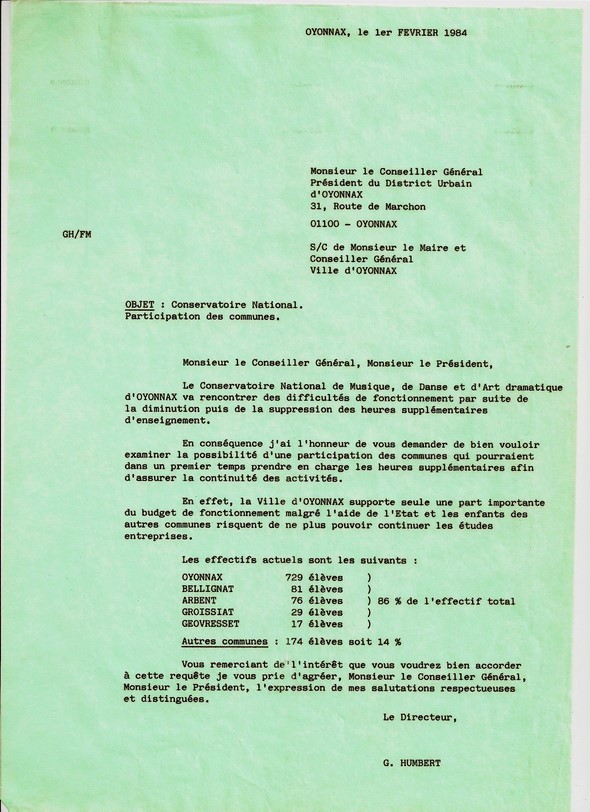 OYONNAX, le 1er FEVRIER 1984
Monsieur le Conseiller Général
Président du District Urbain
d'OYONNAX
31, Route de Marchon
01100 - OYONNAX
GH/FM
S/C de Monsieur le Maire et
Conseiller Général
Ville d'OYONNAX
OBJET : Conservatoire National.
Participation des communes.
Monsieur le Conseiller Général, Monsieur le Président,
Le Conservatoire National de Musique, de Danse et d'Art dramatique
d'OYONNAX va rencontrer des difficultés de fonctionnement par suite de
la diminution puis de la suppression des heures supplémentaires
d'enseignement.
En conséquence j'ai l'honneur de vous demander de bien vouloir
examiner la possibilité d'une participation des communes qui pourraient
dans un premier temps prendre en charge les heures supplémentaires afin
d'assurer la continuité des activités.
En effet, la Ville d'OYONNAX supporte seule une part importante
du budget de fonctionnement malgré l'aide de l'Etat et les enfants des
autres communes risquent de ne plus pouvoir continuer les études
entreprises.
Les effectifs actuels sont les suivants :
OYONNAX 729 élèves )
BELLIGNAT 81 élèves )
ARBENT 76 élèves ) 86 % de l'effectif total
GROISSIAT 29 élèves )
GEOVRESSET 17 élèves )
Autres communes : 174 élèves soit 14 %
Vous remerciant de l'intérêt que vous voudrez bien accorder
à cette requête je vous prie d'agréer, Monsieur le Conseiller Général,
Monsieur le Président, l'expression de mes salutations respectueuses
et distinguées.
Le Directeur,
G. HUMBERT